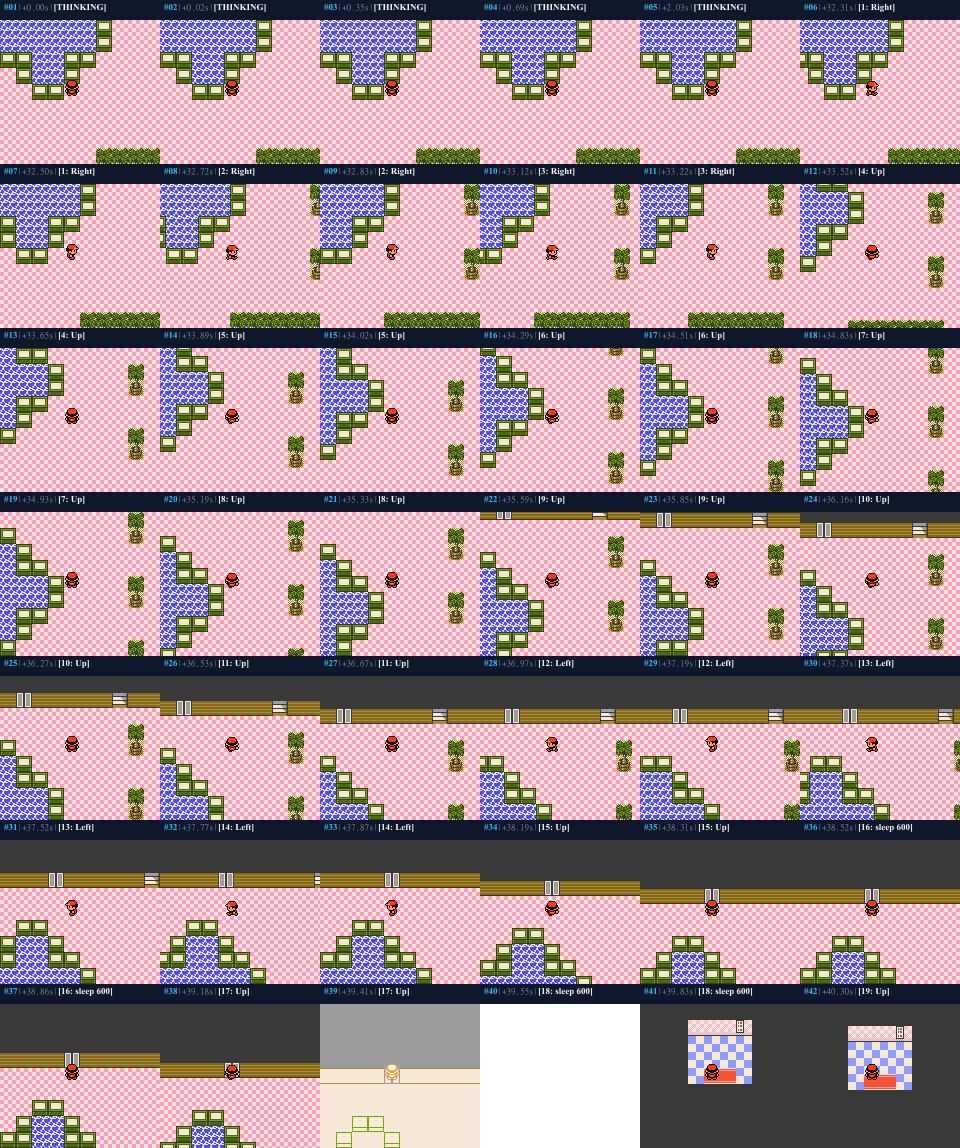 #01 | +0.00s | [THINKING] #02 | +0.02s | [THINKING] #03 | +0.35s | [THINKING] #04 | +0.69s | [THINKING] #05 | +2.03s | [THINKING] #06 | +32.31s | [1: Right]
#07 | +32.50s | [1: Right] #08 | +32.72s | [2: Right] #09 | +32.83s | [2: Right] #10 | +33.12s | [3: Right] #11 | +33.22s | [3: Right] #12 | +33.52s | [4: Up]
#13 | +33.65s | [4: Up] #14 | +33.89s | [5: Up] #15 | +34.02s | [5: Up] #16 | +34.29s | [6: Up] #17 | +34.51s | [6: Up] #18 | +34.83s | [7: Up]
#19 | +34.93s | [7: Up] #20 | +35.19s | [8: Up] #21 | +35.33s | [8: Up] #22 | +35.59s | [9: Up] #23 | +35.85s | [9: Up] #24 | +36.16s | [10: Up]
#25 | +36.27s | [10: Up] #26 | +36.53s | [11: Up] #27 | +36.67s | [11: Up] #28 | +36.97s | [12: Left] #29 | +37.19s | [12: Left] #30 | +37.37s | [13: Left]
#31 | +37.52s | [13: Left] #32 | +37.77s | [14: Left] #33 | +37.87s | [14: Left] #34 | +38.19s | [15: Up] #35 | +38.31s | [15: Up] #36 | +38.52s | [16: sleep 600]
#37 | +38.86s | [16: sleep 600] #38 | +39.18s | [17: Up] #39 | +39.41s | [17: Up] #40 | +39.55s | [18: sleep 600] #41 | +39.83s | [18: sleep 600] #42 | +40.30s | [19: Up]